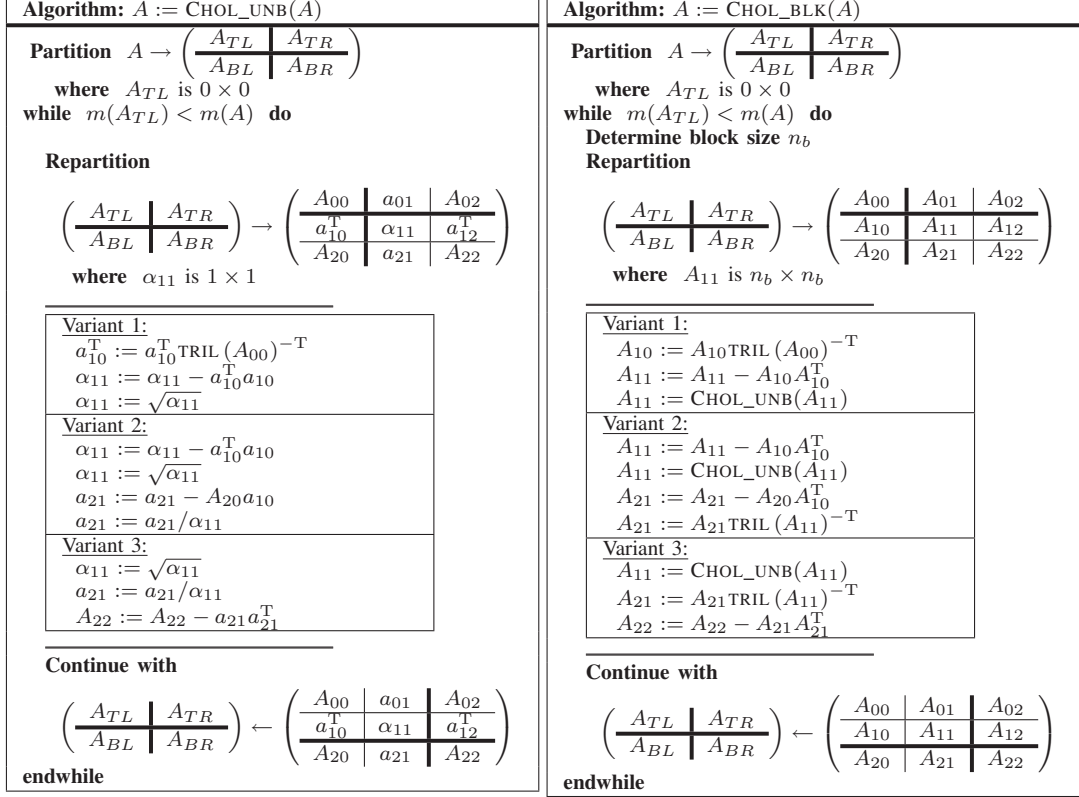 Algorithm: A := CHOL_UNB(A)
Partition A → ( A_TL | A_TR
A_BL | A_BR )
where A_TL is 0 × 0
while m(A_TL) < m(A) do
Repartition
( A_TL | A_TR
A_BL | A_BR ) → ( A_00 | a_01 | A_02
a_10^T | α_11 | a_12^T
A_20 | a_21 | A_22 )
where α_11 is 1 × 1
Variant 1:
a_10^T := a_10^T TRIL (A_00)^−T
α_11 := α_11 − a_10^T a_10
α_11 := √α_11
Variant 2:
α_11 := α_11 − a_10^T a_10
α_11 := √α_11
a_21 := a_21 − A_20 a_10
a_21 := a_21/α_11
Variant 3:
α_11 := √α_11
a_21 := a_21/α_11
A_22 := A_22 − a_21 a_21^T
Continue with
( A_TL | A_TR
A_BL | A_BR ) ← ( A_00 | a_01 | A_02
a_10^T | α_11 | a_12^T
A_20 | a_21 | A_22 )
endwhile
Algorithm: A := CHOL_BLK(A)
Partition A → ( A_TL | A_TR
A_BL | A_BR )
where A_TL is 0 × 0
while m(A_TL) < m(A) do
Determine block size n_b
Repartition
( A_TL | A_TR
A_BL | A_BR ) → ( A_00 | A_01 | A_02
A_10 | A_11 | A_12
A_20 | A_21 | A_22 )
where A_11 is n_b × n_b
Variant 1:
A_10 := A_10 TRIL (A_00)^−T
A_11 := A_11 − A_10 A_10^T
A_11 := CHOL_UNB(A_11)
Variant 2:
A_11 := A_11 − A_10 A_10^T
A_11 := CHOL_UNB(A_11)
A_21 := A_21 − A_20 A_10^T
A_21 := A_21 TRIL (A_11)^−T
Variant 3:
A_11 := CHOL_UNB(A_11)
A_21 := A_21 TRIL (A_11)^−T
A_22 := A_22 − A_21 A_21^T
Continue with
( A_TL | A_TR
A_BL | A_BR ) ← ( A_00 | A_01 | A_02
A_10 | A_11 | A_12
A_20 | A_21 | A_22 )
endwhile